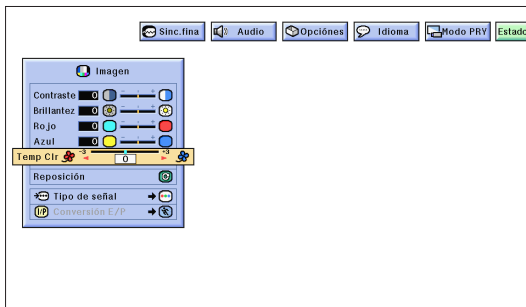 Sinc.fina Audio Opciónes Idioma Modo PRY Estado
Imagen
Contraste 0
Brillantez 0
Rojo 0
Azul 0
Temp Clr -3 0 +3
Reposición
Tipo de señal
I/P Conversión E/P